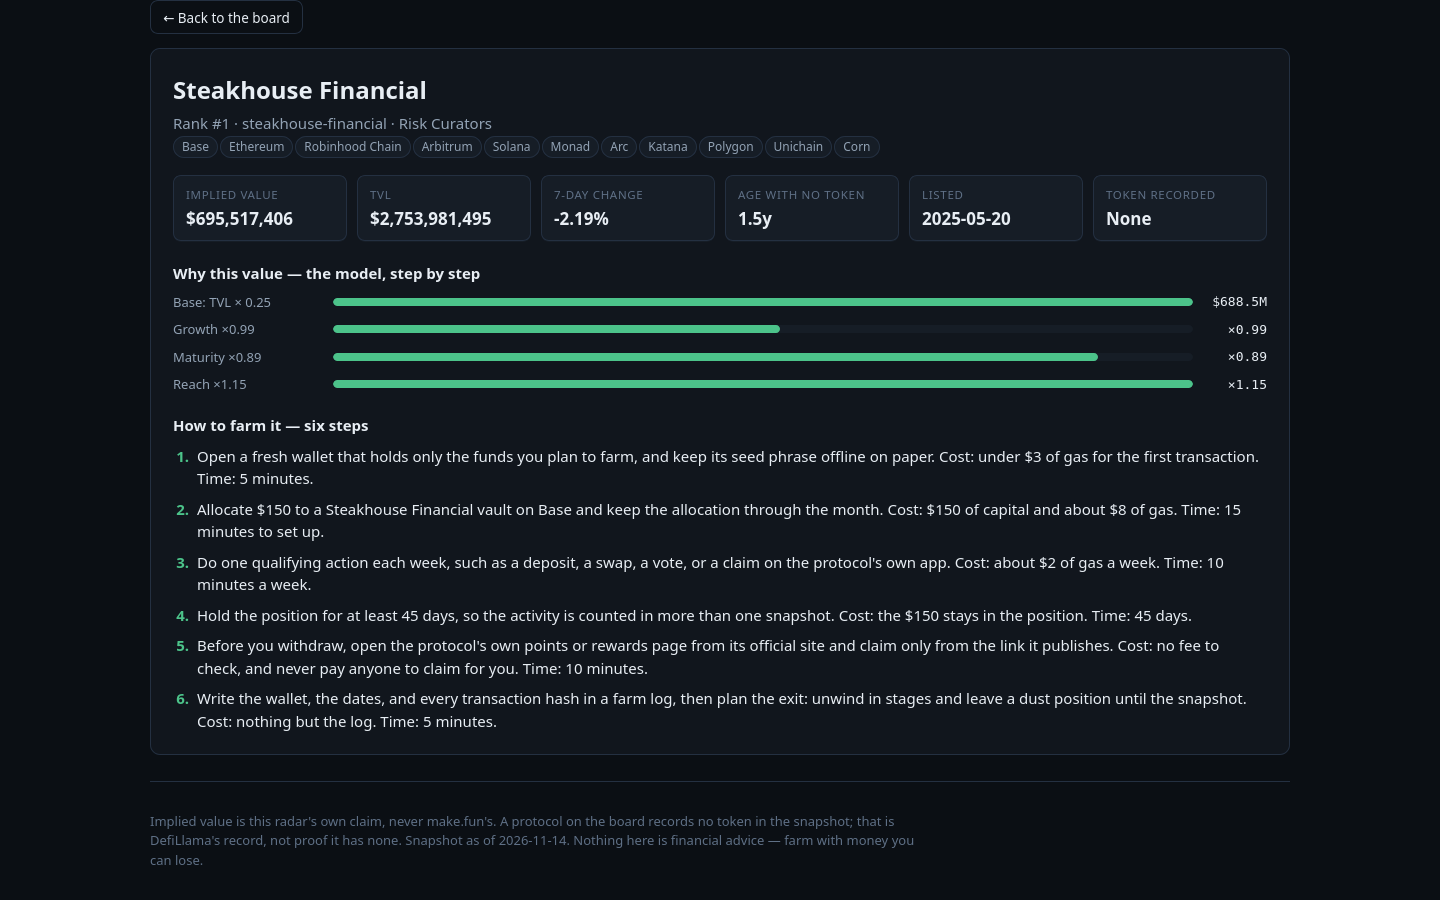 ← Back to the board
Steakhouse Financial
Rank #1 · steakhouse-financial · Risk Curators
Base Ethereum Robinhood Chain Arbitrum Solana Monad Arc Katana Polygon Unichain Corn
IMPLIED VALUE TVL 7-DAY CHANGE AGE WITH NO TOKEN LISTED TOKEN RECORDED
$695,517,406 $2,753,981,495 -2.19% 1.5y 2025-05-20 None
Why this value — the model, step by step
Base: TVL × 0.25 $688.5M
Growth ×0.99 ×0.99
Maturity ×0.89 ×0.89
Reach ×1.15 ×1.15
How to farm it — six steps
1. Open a fresh wallet that holds only the funds you plan to farm, and keep its seed phrase offline on paper. Cost: under $3 of gas for the first transaction.
Time: 5 minutes.
2. Allocate $150 to a Steakhouse Financial vault on Base and keep the allocation through the month. Cost: $150 of capital and about $8 of gas. Time: 15
minutes to set up.
3. Do one qualifying action each week, such as a deposit, a swap, a vote, or a claim on the protocol's own app. Cost: about $2 of gas a week. Time: 10
minutes a week.
4. Hold the position for at least 45 days, so the activity is counted in more than one snapshot. Cost: the $150 stays in the position. Time: 45 days.
5. Before you withdraw, open the protocol's own points or rewards page from its official site and claim only from the link it publishes. Cost: no fee to
check, and never pay anyone to claim for you. Time: 10 minutes.
6. Write the wallet, the dates, and every transaction hash in a farm log, then plan the exit: unwind in stages and leave a dust position until the snapshot.
Cost: nothing but the log. Time: 5 minutes.
Implied value is this radar's own claim, never make.fun's. A protocol on the board records no token in the snapshot; that is
DefiLlama's record, not proof it has none. Snapshot as of 2026-11-14. Nothing here is financial advice — farm with money you
can lose.